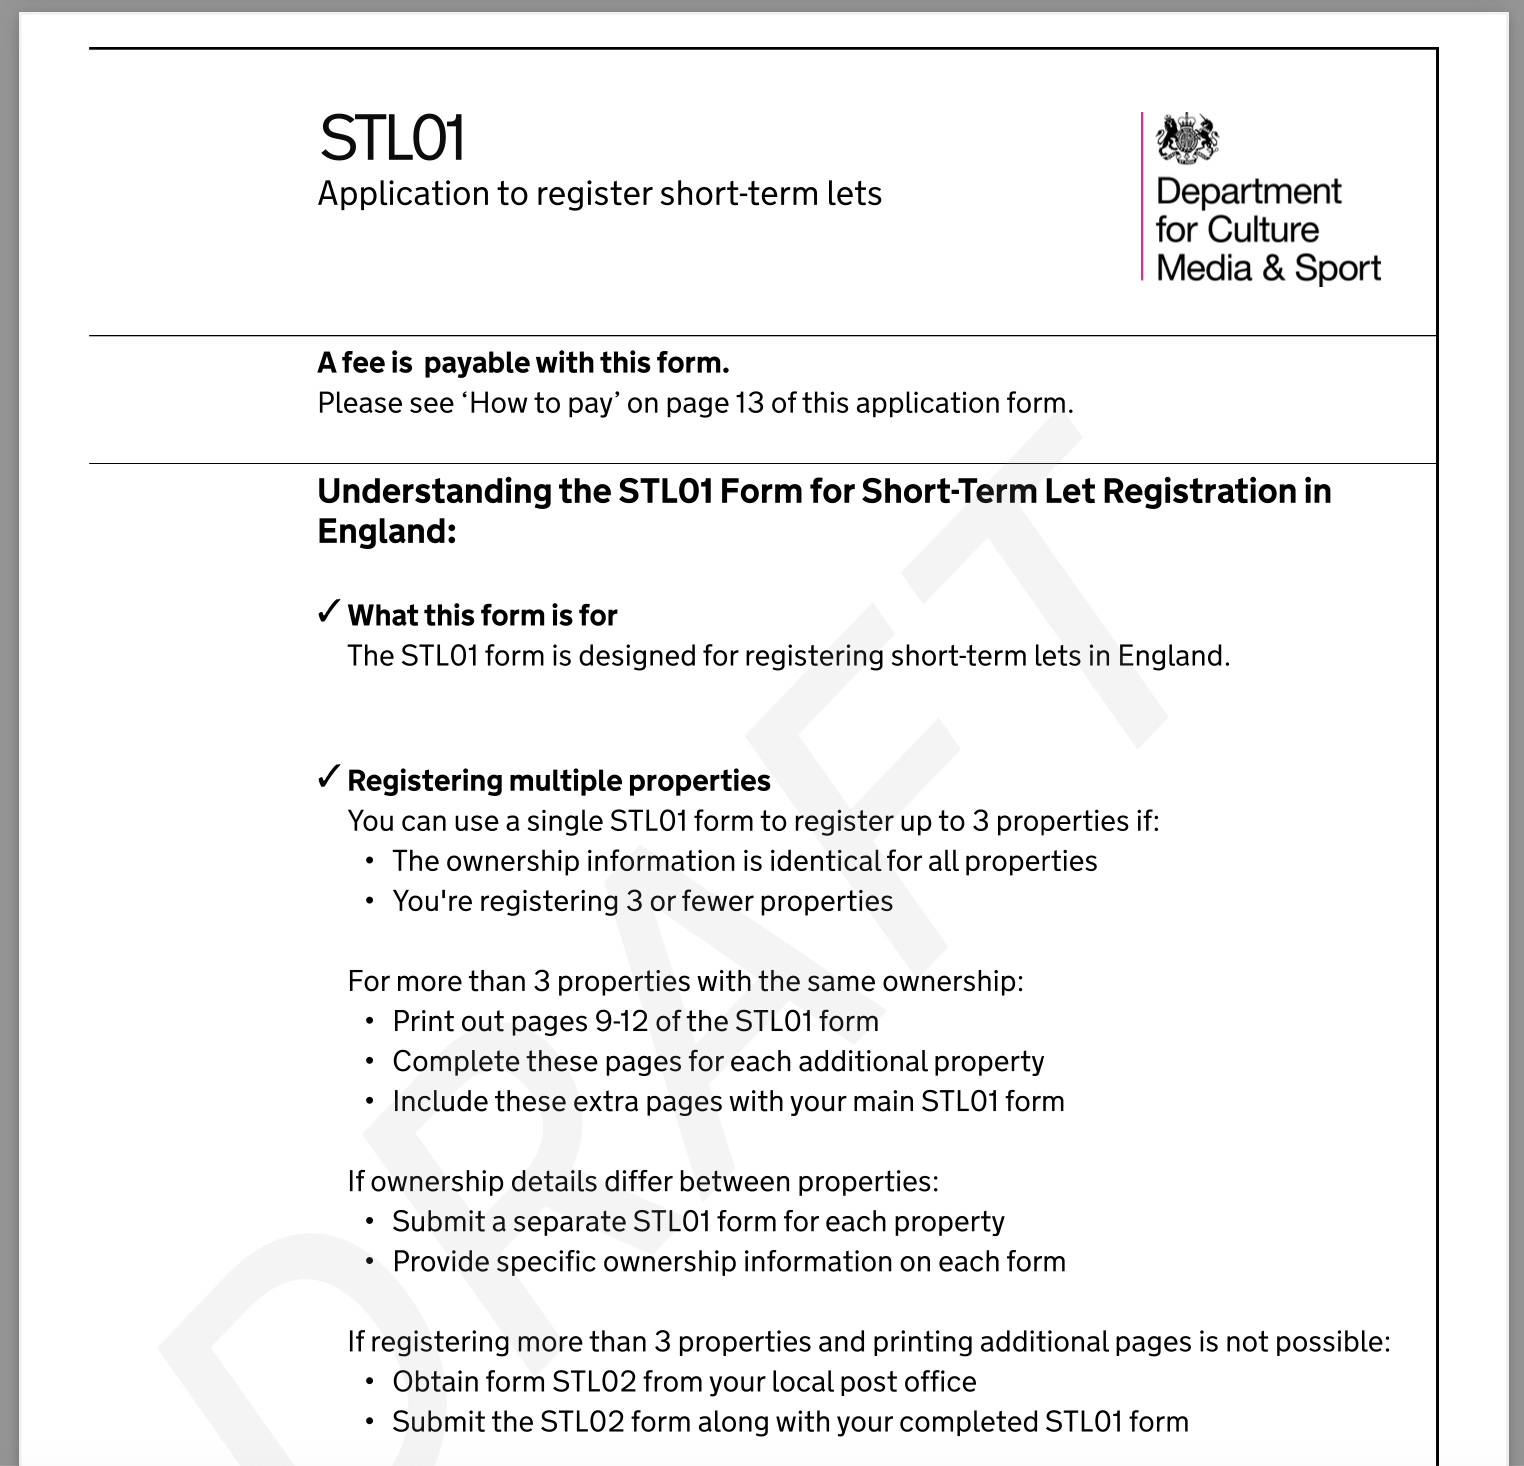 STL01
Application to register short-term lets
Department
for Culture
Media & Sport
A fee is  payable with this form.
Please see ‘How to pay’ on page 13 of this application form.
Understanding the STL01 Form for Short-Term Let Registration in
England:
✓ What this form is for
The STL01 form is designed for registering short-term lets in England.
✓ Registering multiple properties
You can use a single STL01 form to register up to 3 properties if:
• The ownership information is identical for all properties
• You're registering 3 or fewer properties
For more than 3 properties with the same ownership:
• Print out pages 9-12 of the STL01 form
• Complete these pages for each additional property
• Include these extra pages with your main STL01 form
If ownership details differ between properties:
• Submit a separate STL01 form for each property
• Provide specific ownership information on each form
If registering more than 3 properties and printing additional pages is not possible:
• Obtain form STL02 from your local post office
• Submit the STL02 form along with your completed STL01 form
DRAFT